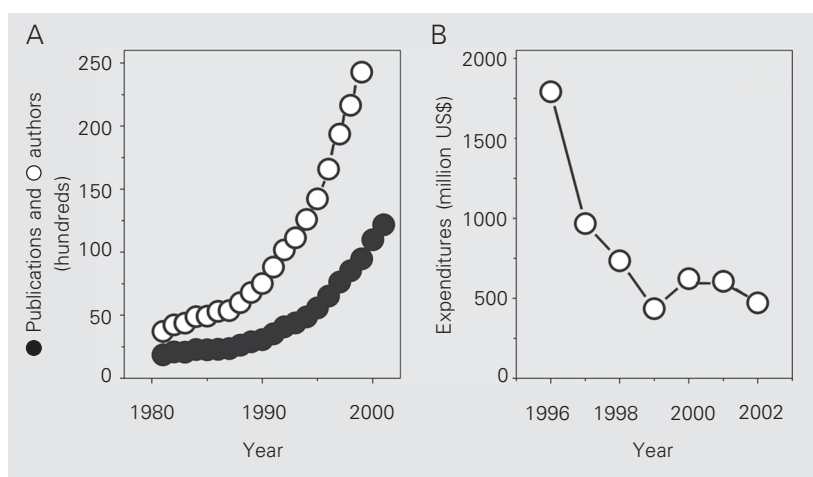 A
Publications and authors
(hundreds)
250
200
150
100
50
0
1980 1990 2000
Year
B
Expenditures (million US$)
2000
1500
1000
500
0
1996 1998 2000 2002
Year